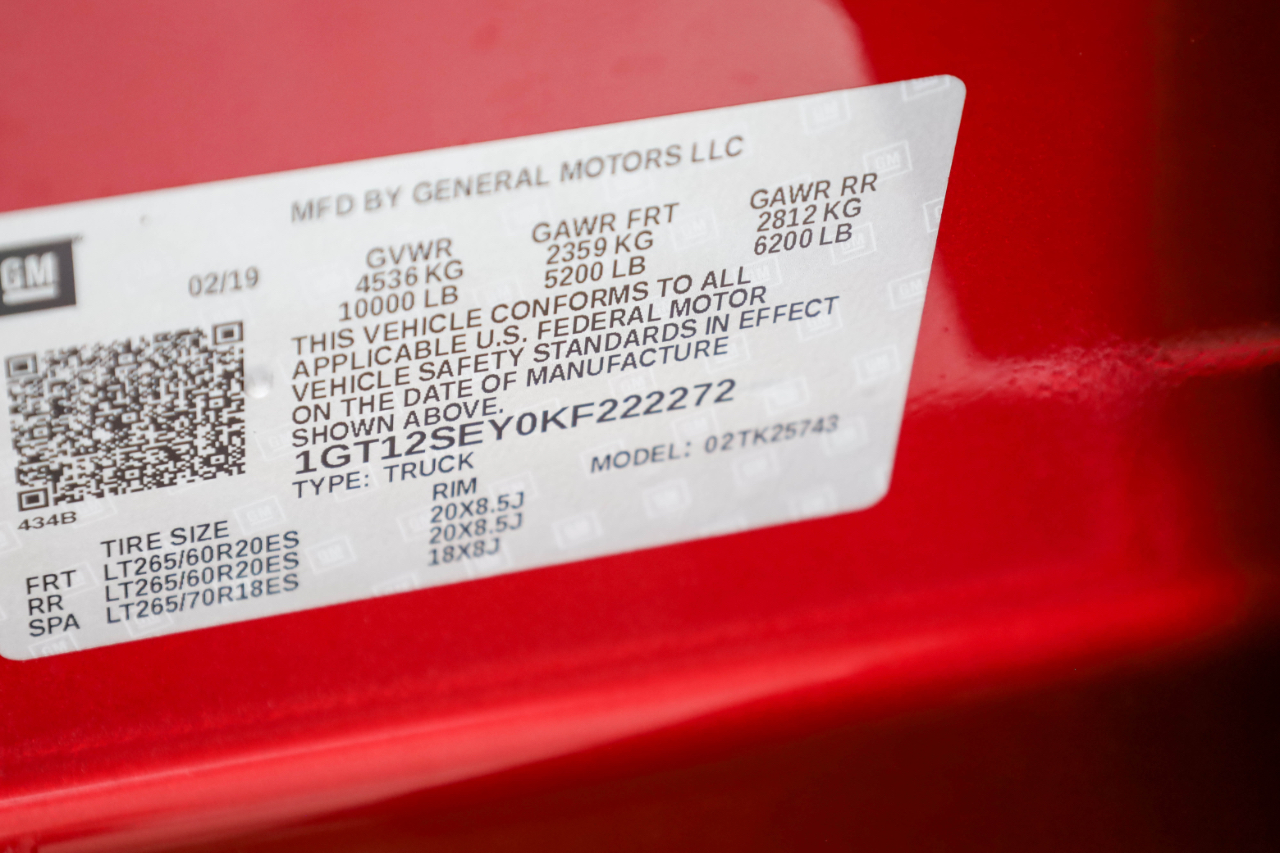 MFD BY GENERAL MOTORS LLC
GM
02/19
GVWR GAWR FRT GAWR RR
4536 KG 2359 KG 2812 KG
10000 LB 5200 LB 6200 LB
THIS VEHICLE CONFORMS TO ALL
APPLICABLE U.S. FEDERAL MOTOR
VEHICLE SAFETY STANDARDS IN EFFECT
ON THE DATE OF MANUFACTURE
SHOWN ABOVE.
1GT12SEY0KF222272
TYPE: TRUCK MODEL: 02TK25743
434B
TIRE SIZE RIM
FRT LT265/60R20ES 20X8.5J
RR LT265/60R20ES 20X8.5J
SPA LT265/70R18ES 18X8J